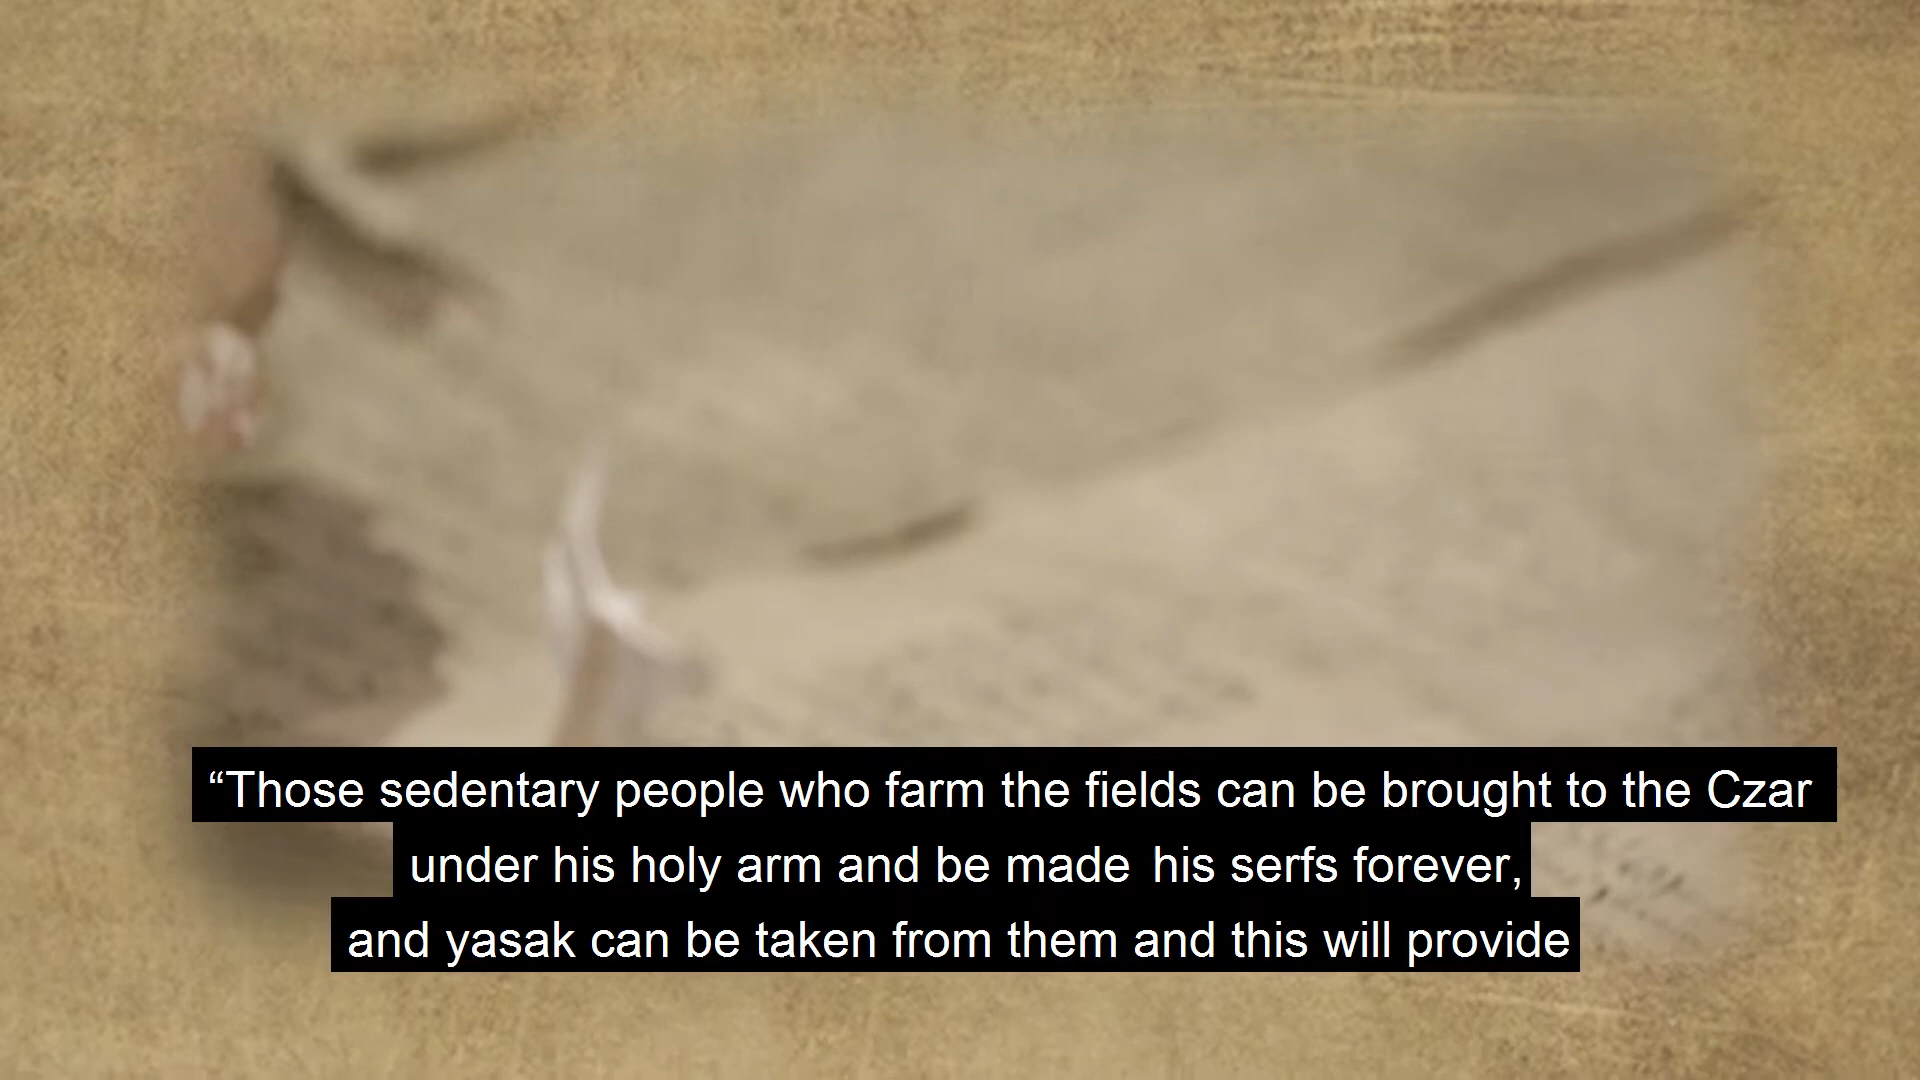 “Those sedentary people who farm the fields can be brought to the Czar
under his holy arm and be made his serfs forever,
and yasak can be taken from them and this will provide